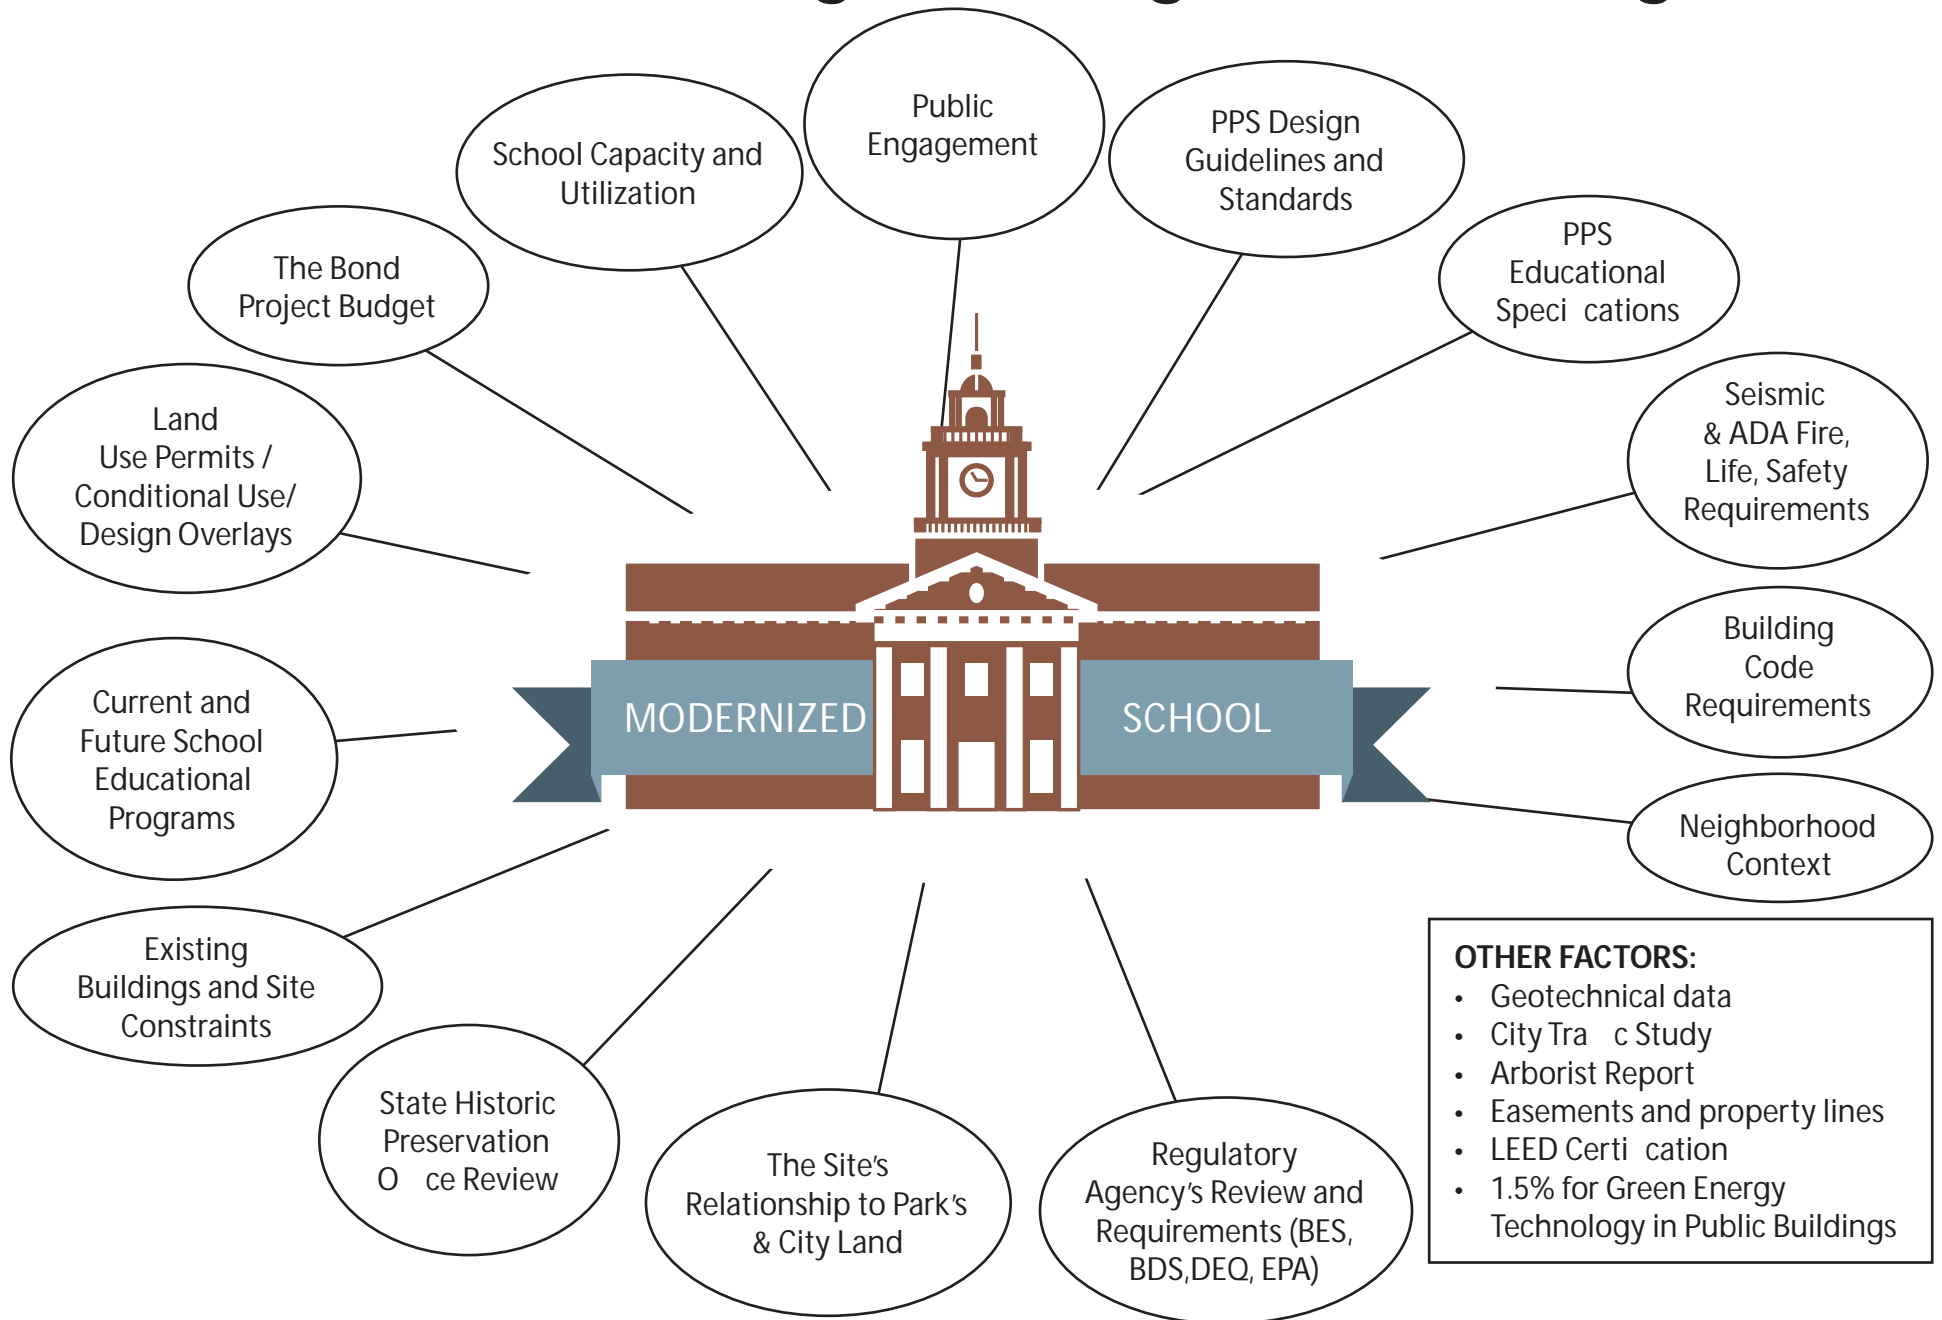 Public
Engagement
School Capacity and
Utilization
PPS Design
Guidelines and
Standards
The Bond
Project Budget
PPS
Educational
Speci cations
Land
Use Permits /
Conditional Use/
Design Overlays
Seismic
& ADA Fire,
Life, Safety
Requirements
Current and
Future School
Educational
Programs
MODERNIZED SCHOOL
Building
Code
Requirements
Neighborhood
Context
Existing
Buildings and Site
Constraints
State Historic
Preservation
O ce Review
The Site's
Relationship to Park's
& City Land
Regulatory
Agency's Review and
Requirements (BES,
BDS,DEQ, EPA)
OTHER FACTORS:
• Geotechnical data
• City Tra c Study
• Arborist Report
• Easements and property lines
• LEED Certi cation
• 1.5% for Green Energy
Technology in Public Buildings